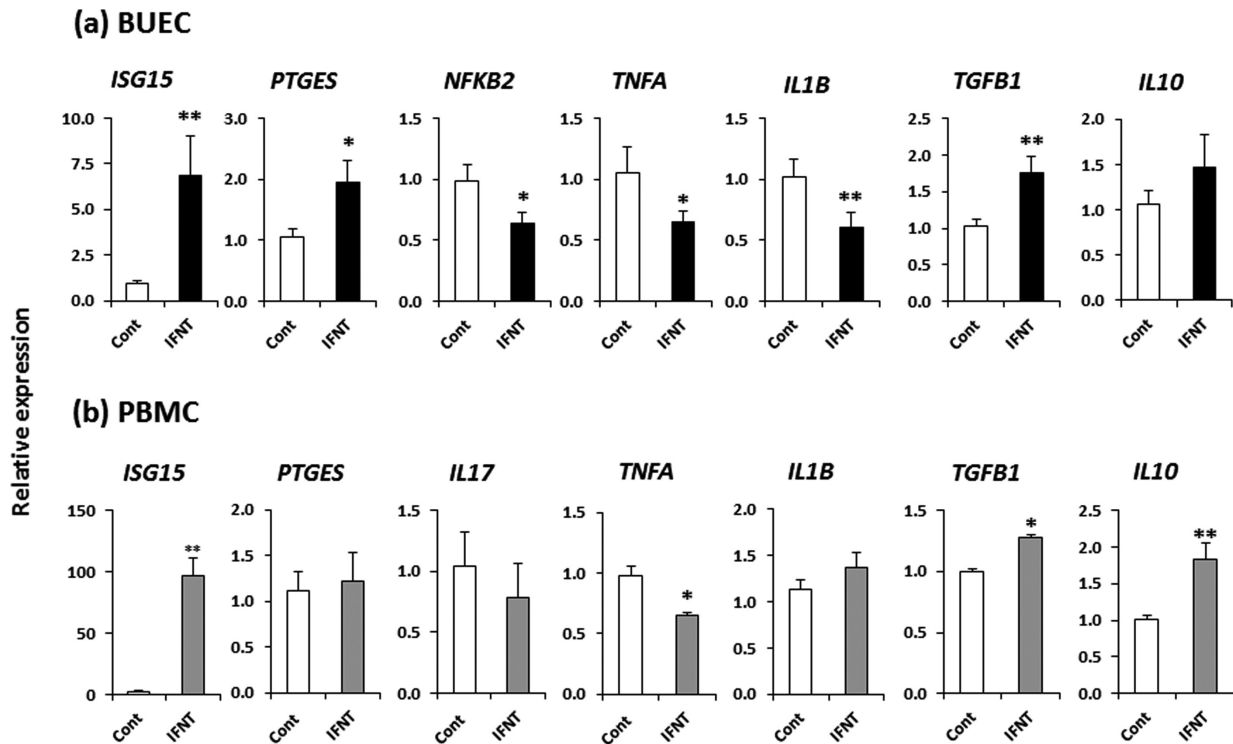 (a) BUEC
ISG15 PTGES NFKB2 TNFA IL1B TGFB1 IL10
10.0 3.0 1.5 1.5 1.5 2.5 2.0
** * * * ** **
7.5 2.0 1.0 1.0 1.0 2.0 1.5
5.0 1.0 0.5 0.5 0.5 1.5 1.0
2.5 0.0 0.0 0.0 0.0 1.0 0.5
0.0 0.5 0.0
0.0
Cont IFNT Cont IFNT Cont IFNT Cont IFNT Cont IFNT Cont IFNT Cont IFNT
Relative expression
(b) PBMC
ISG15 PTGES IL17 TNFA IL1B TGFB1 IL10
150 2.0 1.5 1.5 2.0 1.5 2.5
** * * **
100 1.5 1.0 1.0 1.5 1.0 2.0
50 1.0 0.5 0.5 1.0 0.5 1.5
0 0.5 0.0 0.0 0.5 0.0 1.0
0.0 0.0 0.5
0.0
Cont IFNT Cont IFNT Cont IFNT Cont IFNT Cont IFNT Cont IFNT Cont IFNT